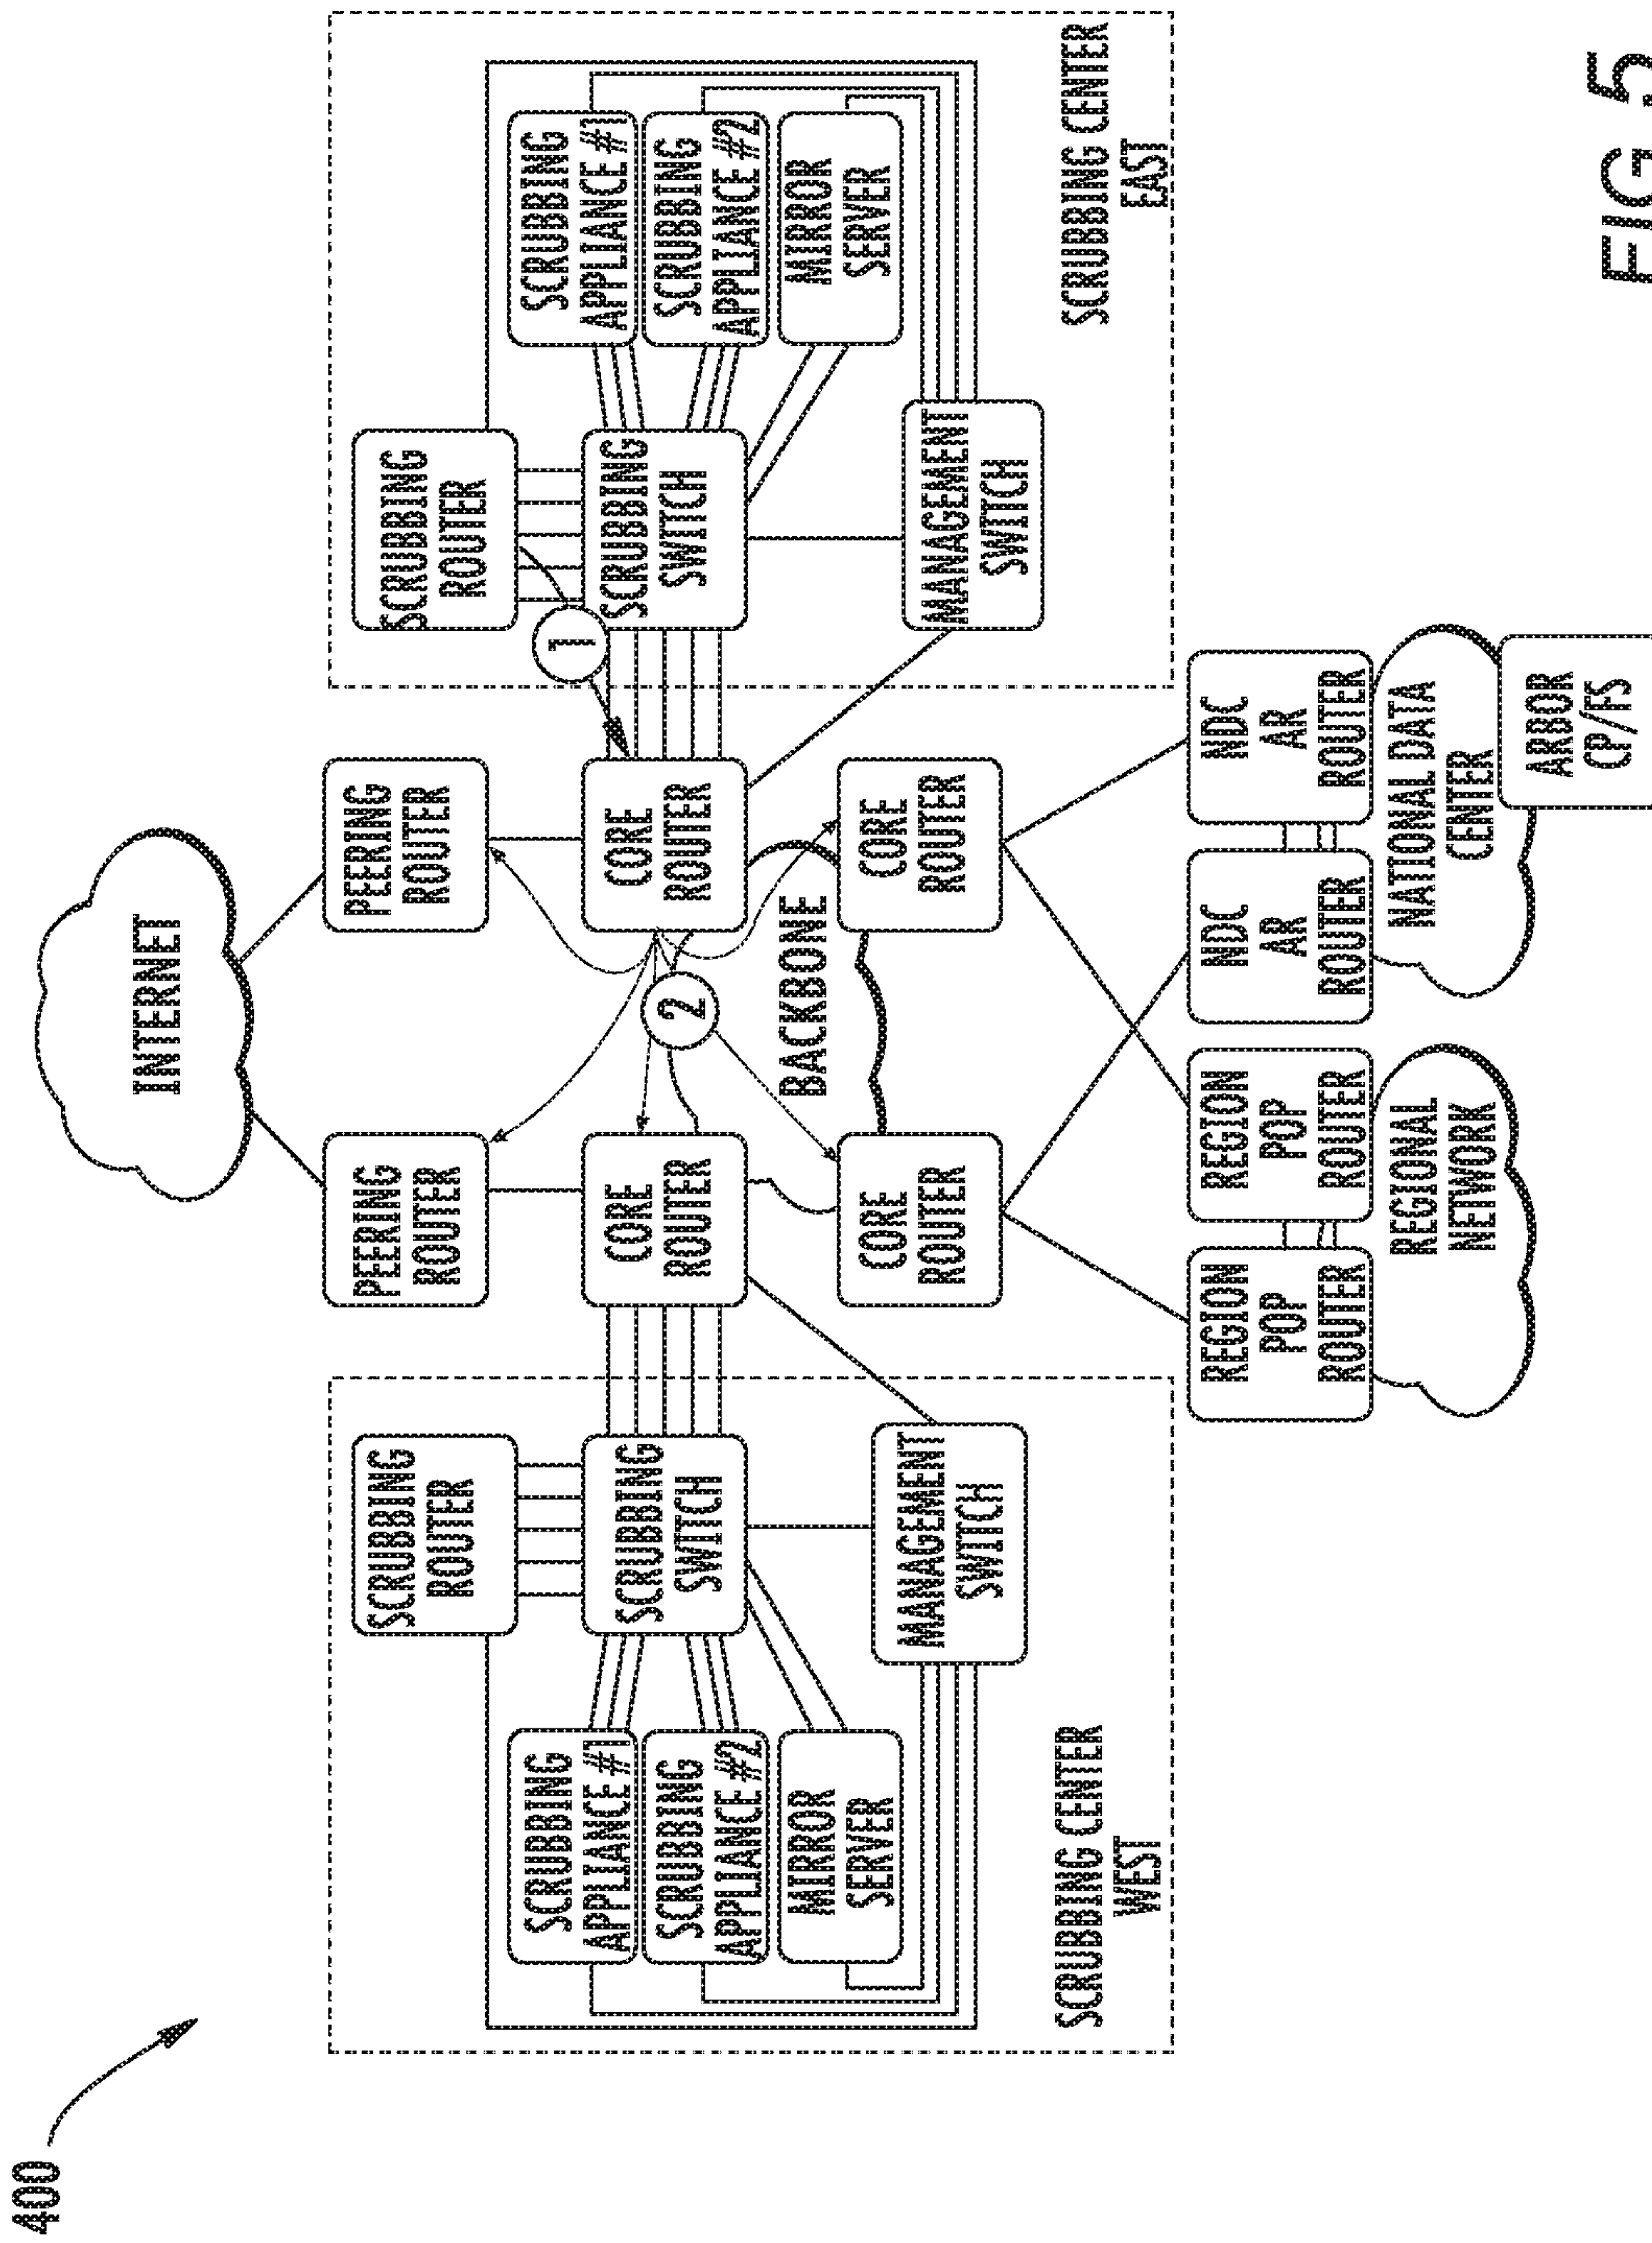 400
INTERNET
PEERING
ROUTER
PEERING
ROUTER
SCRUBBING
ROUTER
SCRUBBING
ROUTER
SCRUBBING
APPLIANCE #1
SCRUBBING
SWITCH
CORE
ROUTER
2
CORE
ROUTER
1
SCRUBBING
SWITCH
SCRUBBING
APPLIANCE #1
SCRUBBING
APPLIANCE #2
SCRUBBING
APPLIANCE #2
MIRROR
SERVER
BACKBONE
MIRROR
SERVER
MANAGEMENT
SWITCH
CORE
ROUTER
CORE
ROUTER
MANAGEMENT
SWITCH
SCRUBBING CENTER
WEST
SCRUBBING CENTER
EAST
REGION
POP
ROUTER
REGION
POP
ROUTER
NDC
AR
ROUTER
NDC
AR
ROUTER
REGIONAL
NETWORK
NATIONAL DATA
CENTER
ARBOR
CP/FS
FIG 5